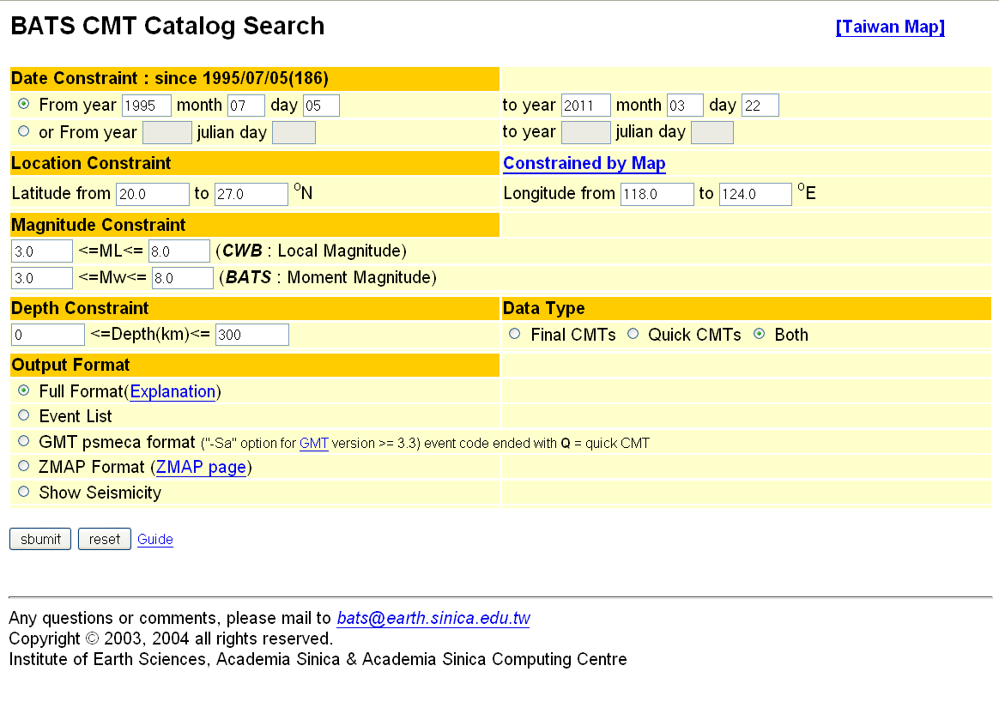 BATS CMT Catalog Search [Taiwan Map]
Date Constraint : since 1995/07/05(186)
From year 1995 month 07 day 05 to year 2011 month 03 day 22
or From year julian day to year julian day
Location Constraint Constrained by Map
Latitude from 20.0 to 27.0 °N Longitude from 118.0 to 124.0 °E
Magnitude Constraint
3.0 <=ML<= 8.0 (CWB : Local Magnitude)
3.0 <=Mw<= 8.0 (BATS : Moment Magnitude)
Depth Constraint Data Type
0 <=Depth(km)<= 300 Final CMTs Quick CMTs Both
Output Format
Full Format(Explanation)
Event List
GMT psmeca format ("-Sa" option for GMT version >= 3.3) event code ended with Q = quick CMT
ZMAP Format (ZMAP page)
Show Seismicity
sbumit reset Guide
Any questions or comments, please mail to bats@earth.sinica.edu.tw
Copyright © 2003, 2004 all rights reserved.
Institute of Earth Sciences, Academia Sinica & Academia Sinica Computing Centre